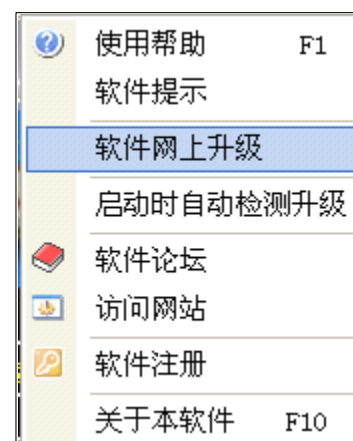 使用帮助 F1
软件提示
软件网上升级
启动时自动检测升级
软件论坛
访问网站
软件注册
关于本软件 F10